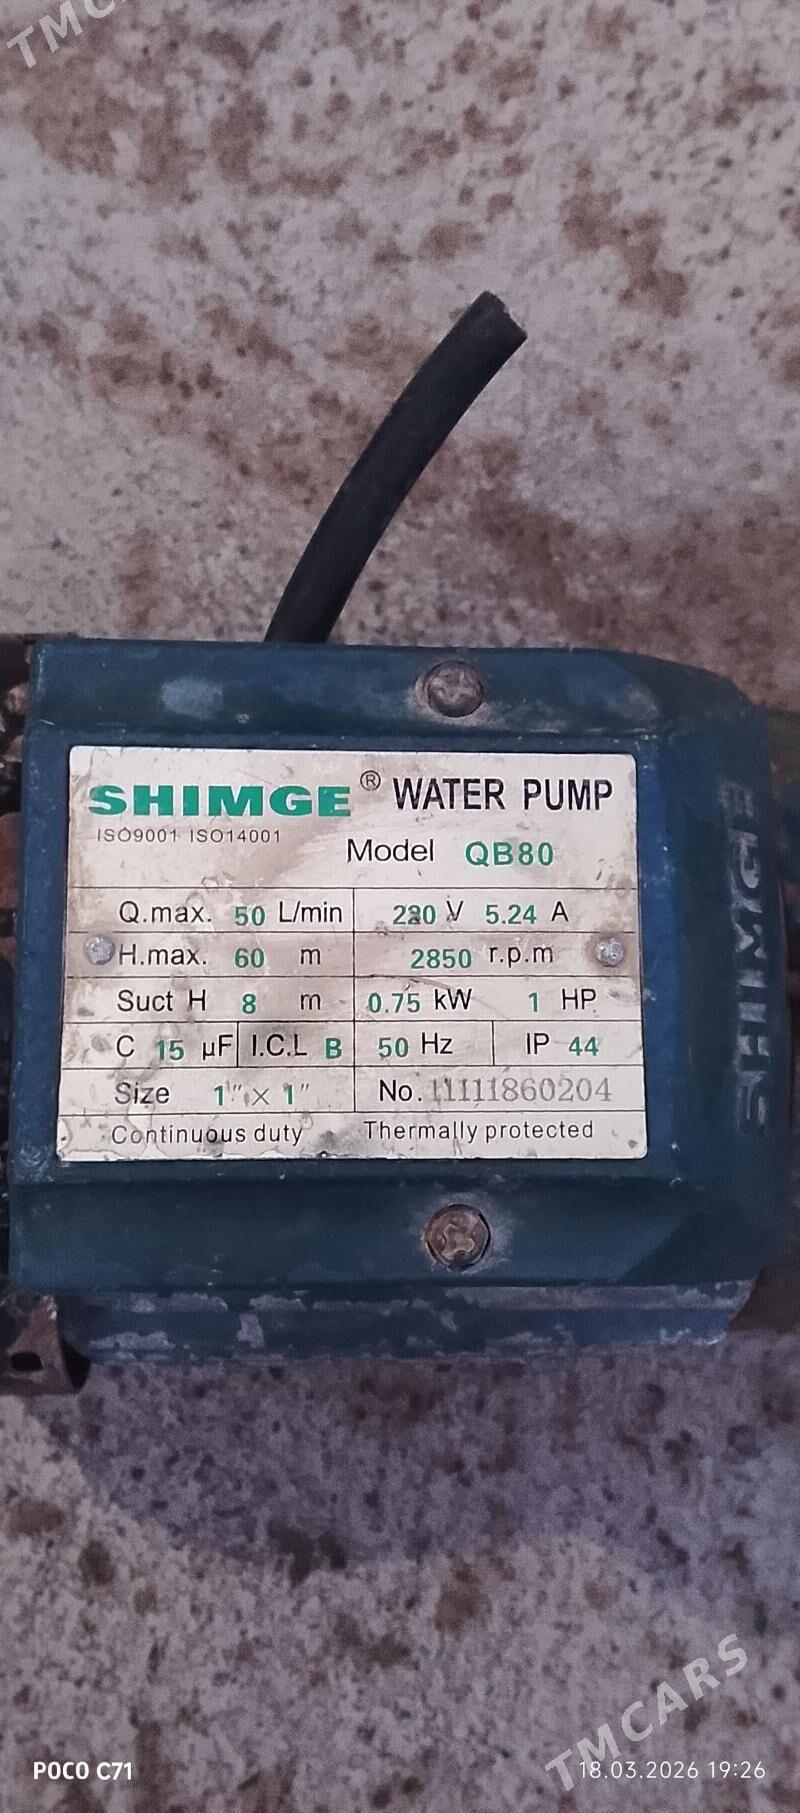 TMC
SHIMGE® WATER PUMP
ISO9001 ISO14001
Model QB80
Q.max. 50 L/min 220 V 5.24 A
H.max. 60 m 2850 r.p.m
Suct H 8 m 0.75 kW 1 HP
C 15 µF I.C.L B 50 Hz IP 44
Size 1" × 1" No. 11111860204
Continuous duty Thermally protected
SHIMGE
TMCARS
POCO C71 18.03.2026 19:26